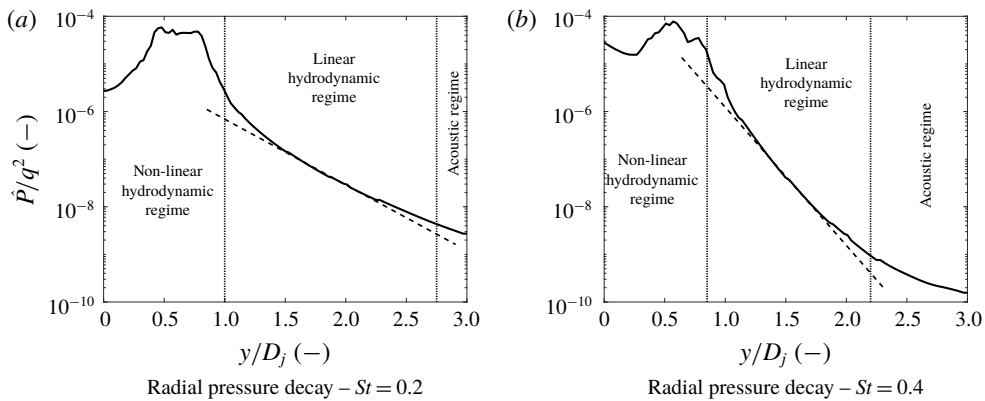 (a)
10−4
10−6
10−8
10−10
P̂/q2 (−)
Non-linear
hydrodynamic
regime
Linear
hydrodynamic
regime
Acoustic regime
0 0.5 1.0 1.5 2.0 2.5 3.0
y/Dj (−)
Radial pressure decay – St = 0.2
(b)
10−4
10−6
10−8
10−10
Non-linear
hydrodynamic
regime
Linear
hydrodynamic
regime
Acoustic regime
0 0.5 1.0 1.5 2.0 2.5 3.0
y/Dj (−)
Radial pressure decay – St = 0.4